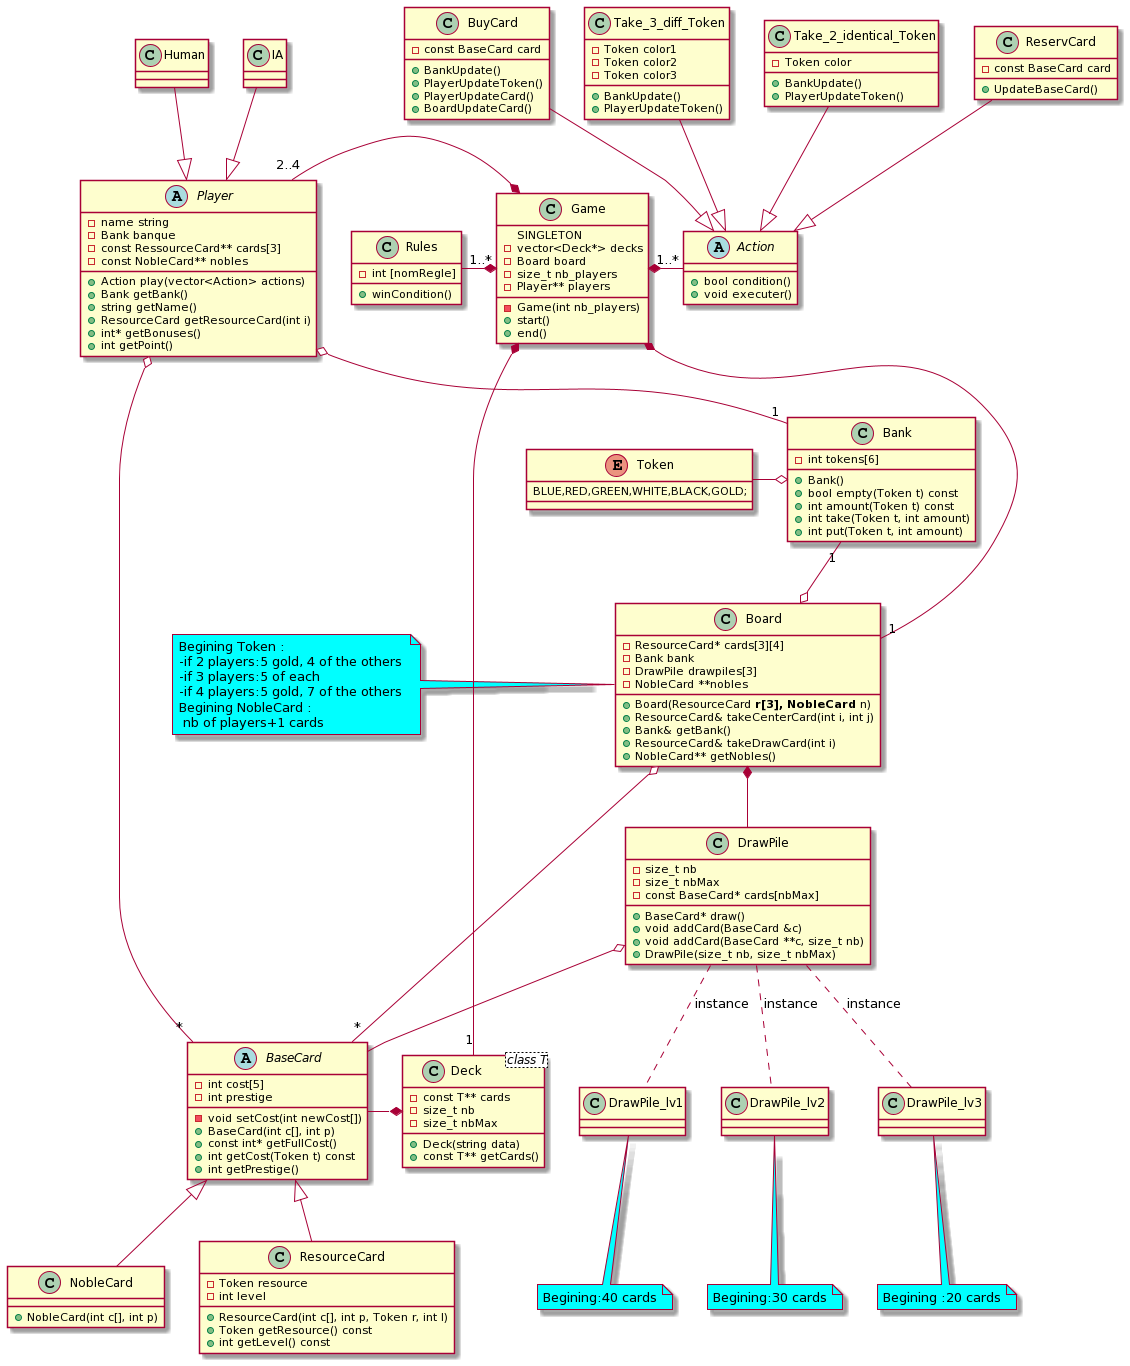 C BuyCard
const BaseCard card
BankUpdate()
PlayerUpdateToken()
PlayerUpdateCard()
BoardUpdateCard()
C Take_3_diff_Token
Token color1
Token color2
Token color3
BankUpdate()
PlayerUpdateToken()
C Take_2_identical_Token
Token color
BankUpdate()
PlayerUpdateToken()
C ReservCard
const BaseCard card
UpdateBaseCard()
C Human
C IA
2..4
A Player
name string
Bank banque
const RessourceCard** cards[3]
const NobleCard** nobles
Action play(vector<Action> actions)
Bank getBank()
string getName()
ResourceCard getResourceCard(int i)
int* getBonuses()
int getPoint()
C Rules
int [nomRegle]
winCondition()
1..*
C Game
SINGLETON
vector<Deck*> decks
Board board
size_t nb_players
Player** players
Game(int nb_players)
start()
end()
1..*
A Action
bool condition()
void executer()
1
E Token
BLUE,RED,GREEN,WHITE,BLACK,GOLD;
C Bank
int tokens[6]
Bank()
bool empty(Token t) const
int amount(Token t) const
int take(Token t, int amount)
int put(Token t, int amount)
1
1
Begining Token :
-if 2 players:5 gold, 4 of the others
-if 3 players:5 of each
-if 4 players:5 gold, 7 of the others
Begining NobleCard :
nb of players+1 cards
C Board
ResourceCard* cards[3][4]
Bank bank
DrawPile drawpiles[3]
NobleCard **nobles
Board(ResourceCard r[3], NobleCard n)
ResourceCard& takeCenterCard(int i, int j)
Bank& getBank()
ResourceCard& takeDrawCard(int i)
NobleCard** getNobles()
C DrawPile
size_t nb
size_t nbMax
const BaseCard* cards[nbMax]
BaseCard* draw()
void addCard(BaseCard &c)
void addCard(BaseCard **c, size_t nb)
DrawPile(size_t nb, size_t nbMax)
instance
instance
instance
*
*
1
A BaseCard
int cost[5]
int prestige
void setCost(int newCost[])
BaseCard(int c[], int p)
const int* getFullCost()
int getCost(Token t) const
int getPrestige()
C Deck
class T
const T** cards
size_t nb
size_t nbMax
Deck(string data)
const T** getCards()
C DrawPile_lv1
C DrawPile_lv2
C DrawPile_lv3
C NobleCard
NobleCard(int c[], int p)
C ResourceCard
Token resource
int level
ResourceCard(int c[], int p, Token r, int l)
Token getResource() const
int getLevel() const
Begining:40 cards
Begining:30 cards
Begining :20 cards